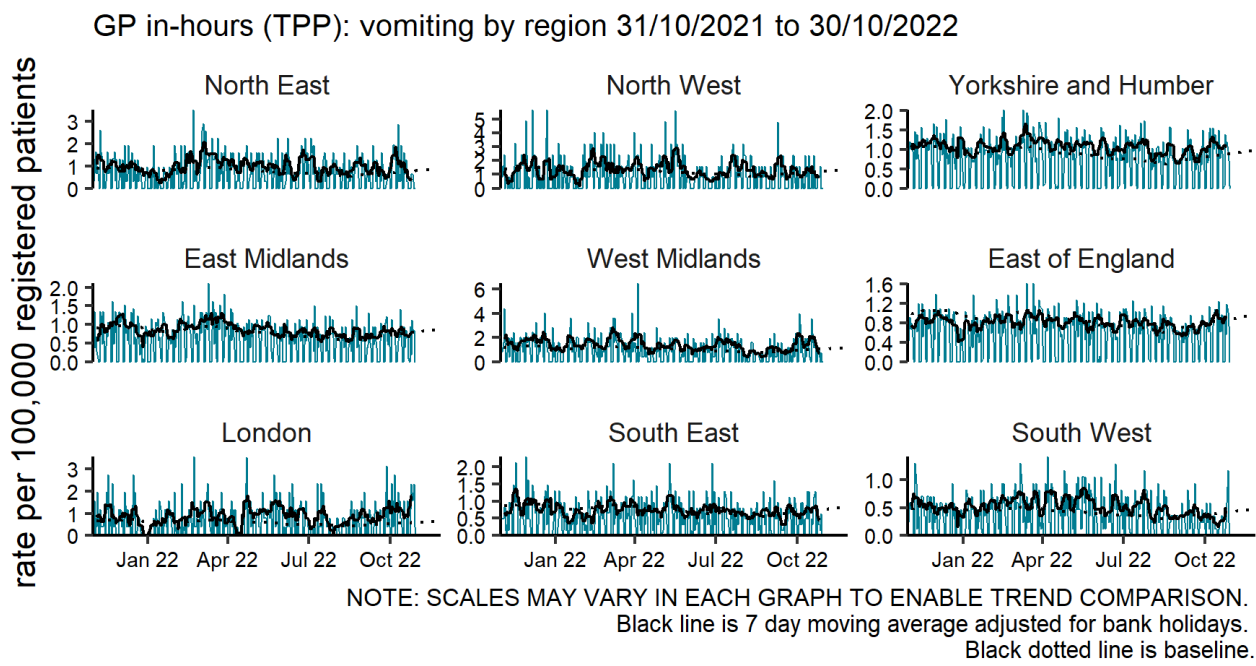 GP in-hours (TPP): vomiting by region 31/10/2021 to 30/10/2022
rate per 100,000 registered patients
North East
3
2
1
0
North West
5
4
3
2
1
0
Yorkshire and Humber
2.0
1.5
1.0
0.5
0.0
East Midlands
2.0
1.5
1.0
0.5
0.0
West Midlands
6
4
2
0
East of England
1.6
1.2
0.8
0.4
0.0
London
3
2
1
0
Jan 22 Apr 22 Jul 22 Oct 22
South East
2.0
1.5
1.0
0.5
0.0
Jan 22 Apr 22 Jul 22 Oct 22
South West
1.0
0.5
0.0
Jan 22 Apr 22 Jul 22 Oct 22
NOTE: SCALES MAY VARY IN EACH GRAPH TO ENABLE TREND COMPARISON.
Black line is 7 day moving average adjusted for bank holidays.
Black dotted line is baseline.